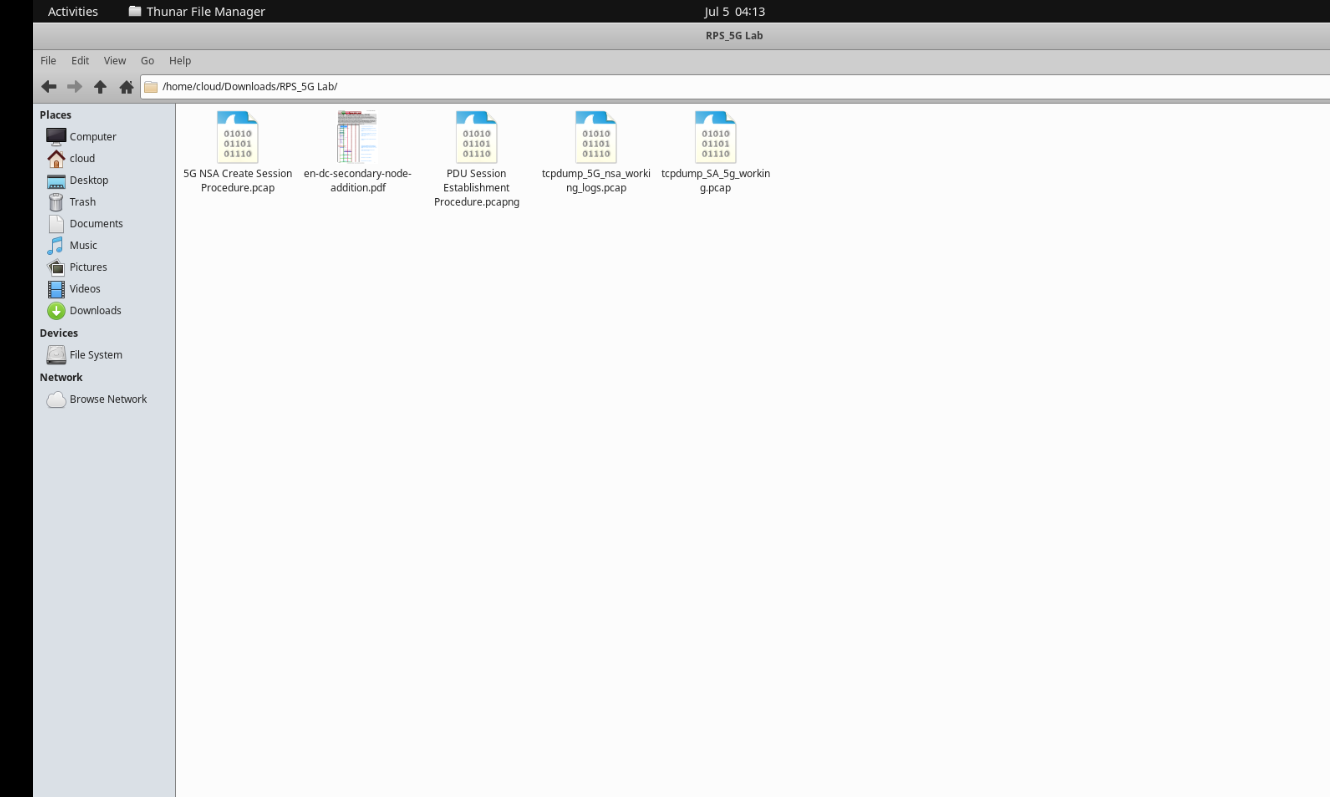 Activities
Thunar File Manager
Jul 5 04:13
RPS_5G Lab
File Edit View Go Help
/home/cloud/Downloads/RPS_5G Lab/
Places
Computer
cloud
Desktop
Trash
Documents
Music
Pictures
Videos
Downloads
Devices
File System
Network
Browse Network
01010
01101
01110
5G NSA Create Session
Procedure.pcap
en-dc-secondary-node-
addition.pdf
01010
01101
01110
PDU Session
Establishment
Procedure.pcapng
01010
01101
01110
tcpdump_5G_nsa_worki
ng_logs.pcap
01010
01101
01110
tcpdump_SA_5g_workin
g.pcap